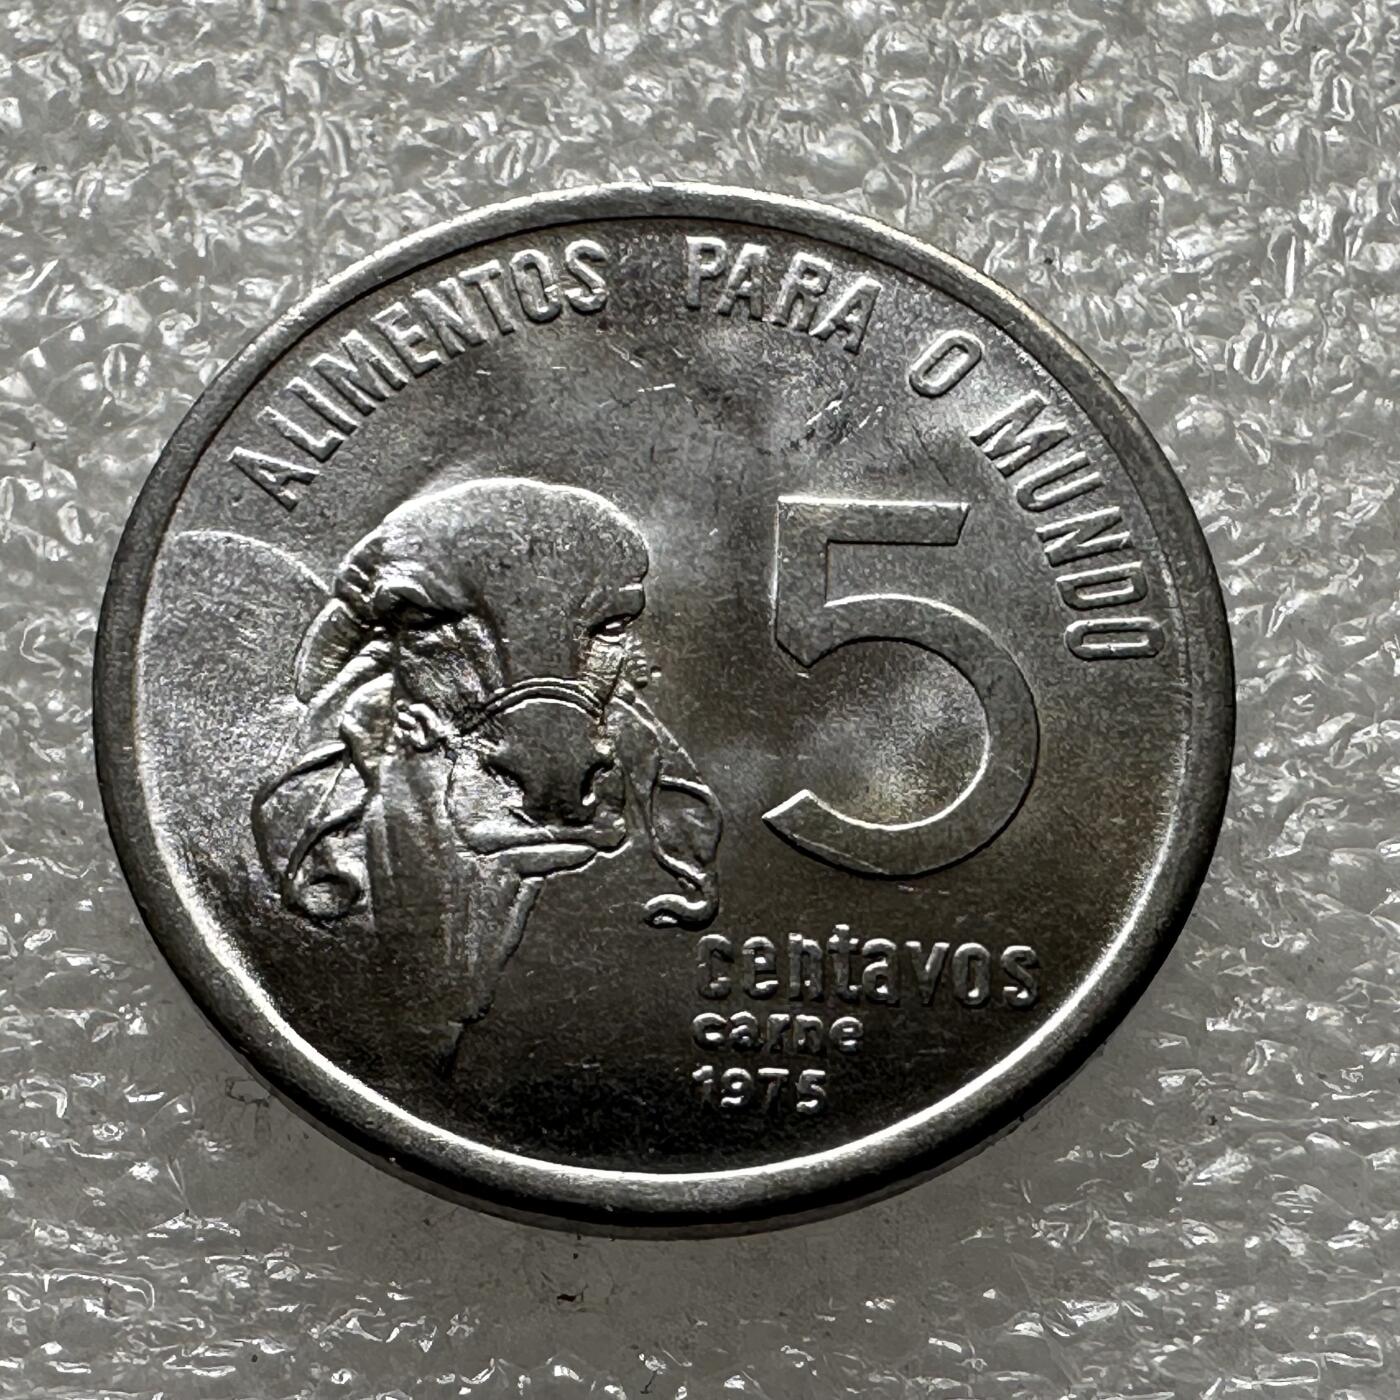 ALIMENTOS PARA O MUNDO
5
centavos
carne
1975